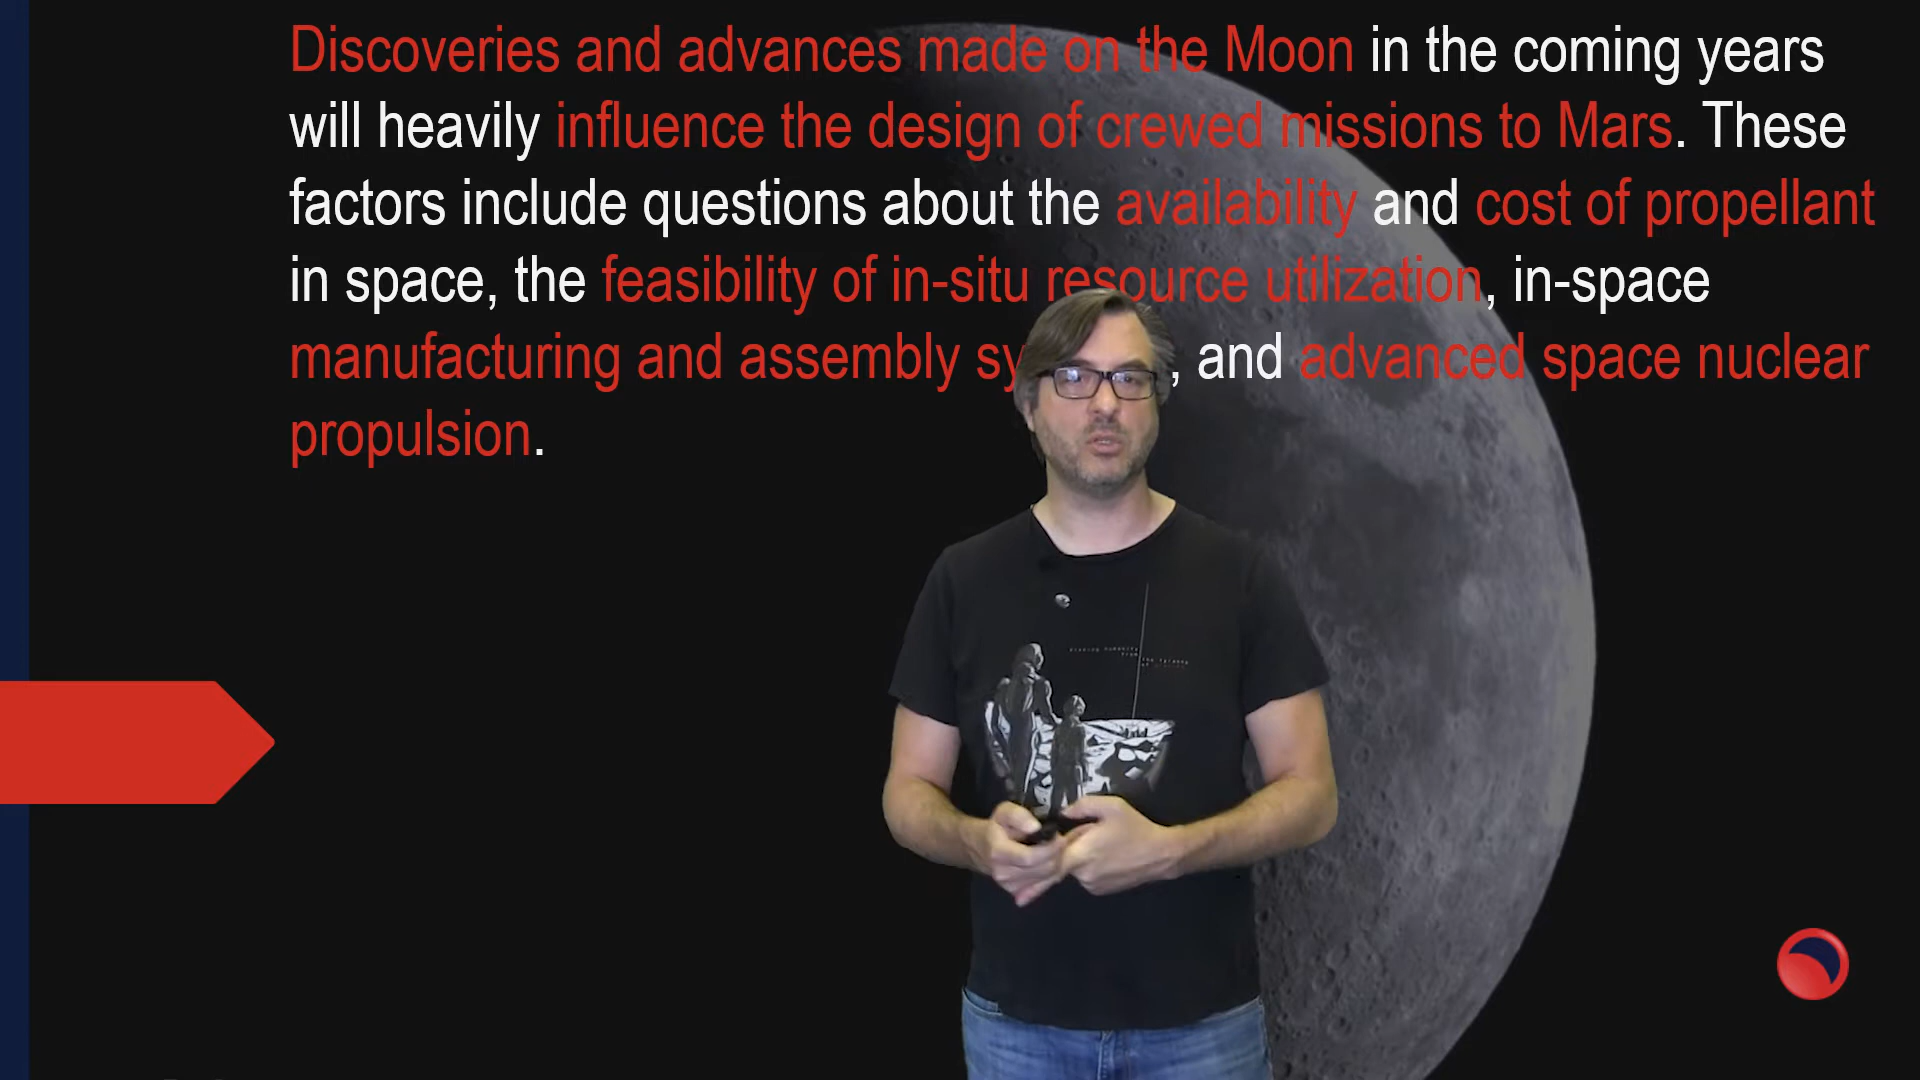 Discoveries and advances made on the Moon in the coming years
will heavily influence the design of crewed missions to Mars. These
factors include questions about the availability and cost of propellant
in space, the feasibility of in-situ resource utilization, in-space
manufacturing and assembly sy , and advanced space nuclear
propulsion.